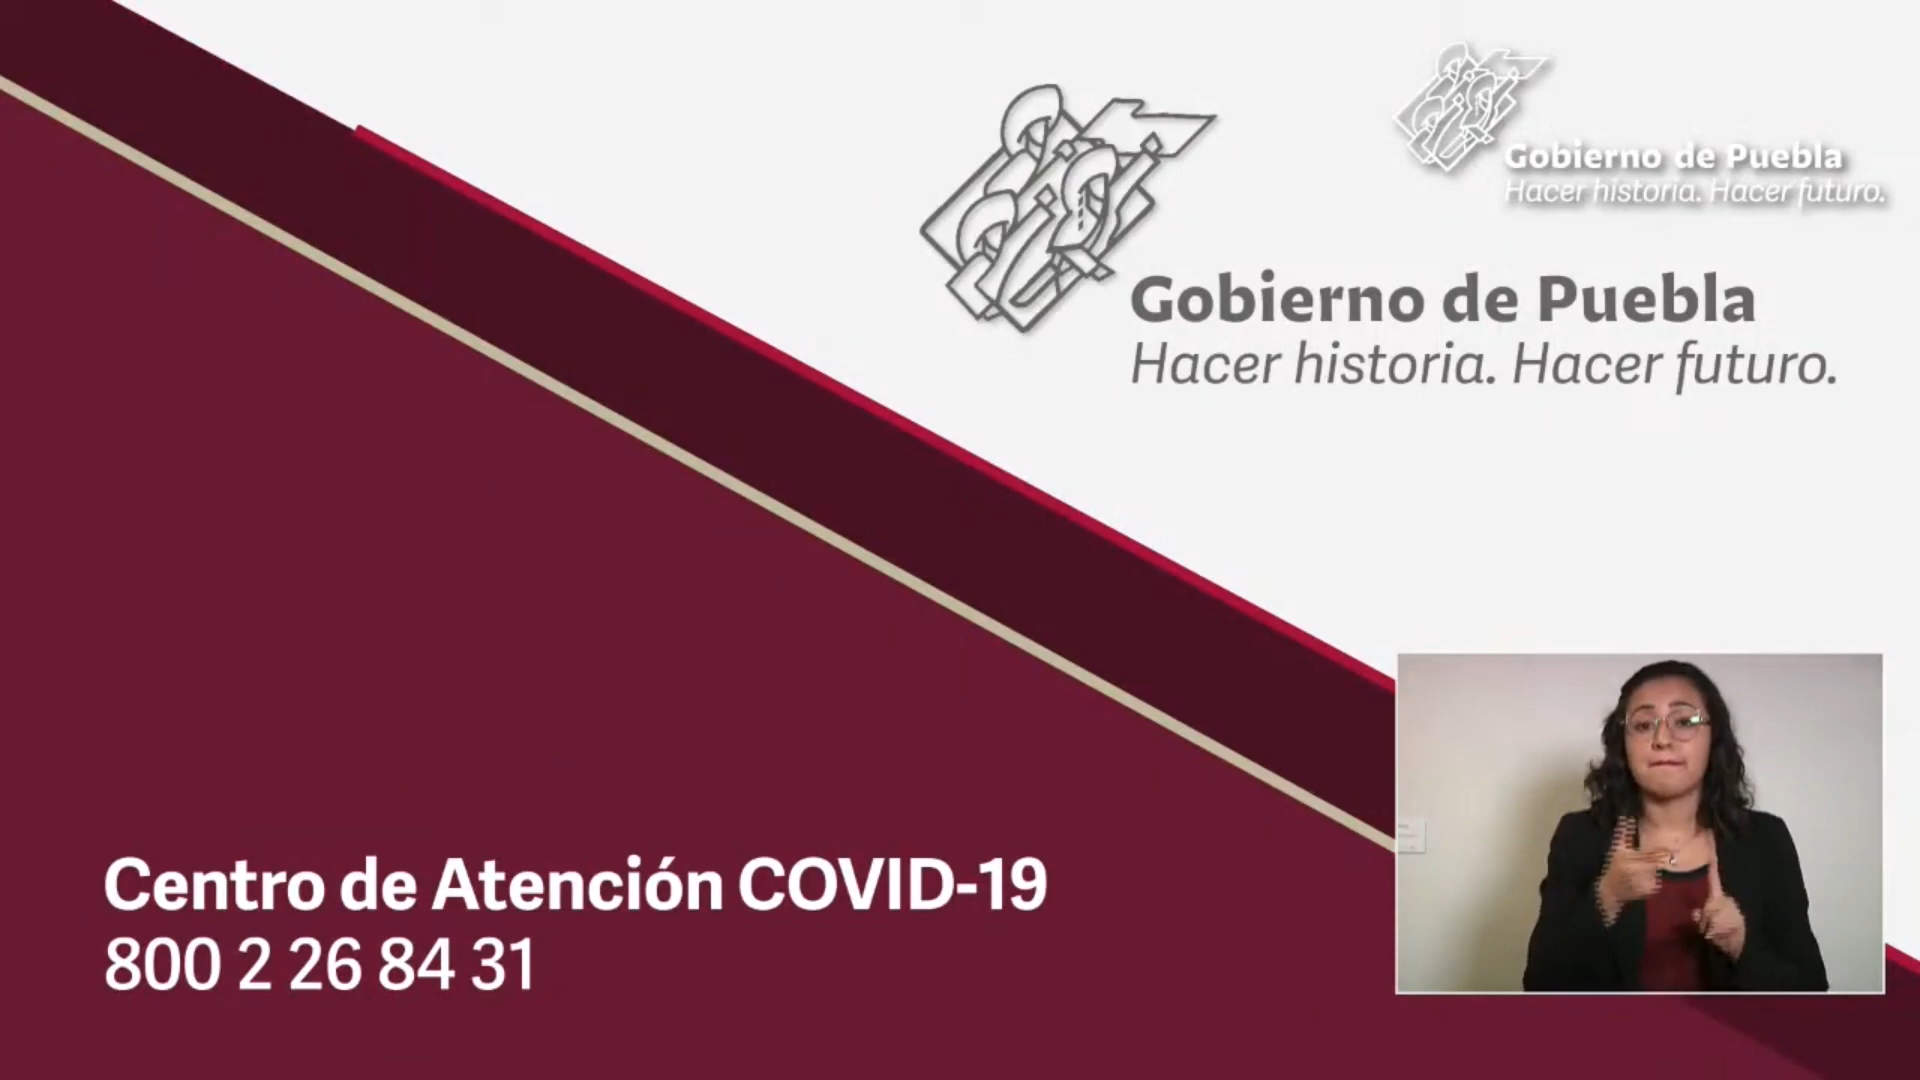 Gobierno de Puebla
Hacer historia. Hacer futuro.
Gobierno de Puebla
Hacer historia. Hacer futuro.
Centro de Atención COVID-19
800 2 26 84 31